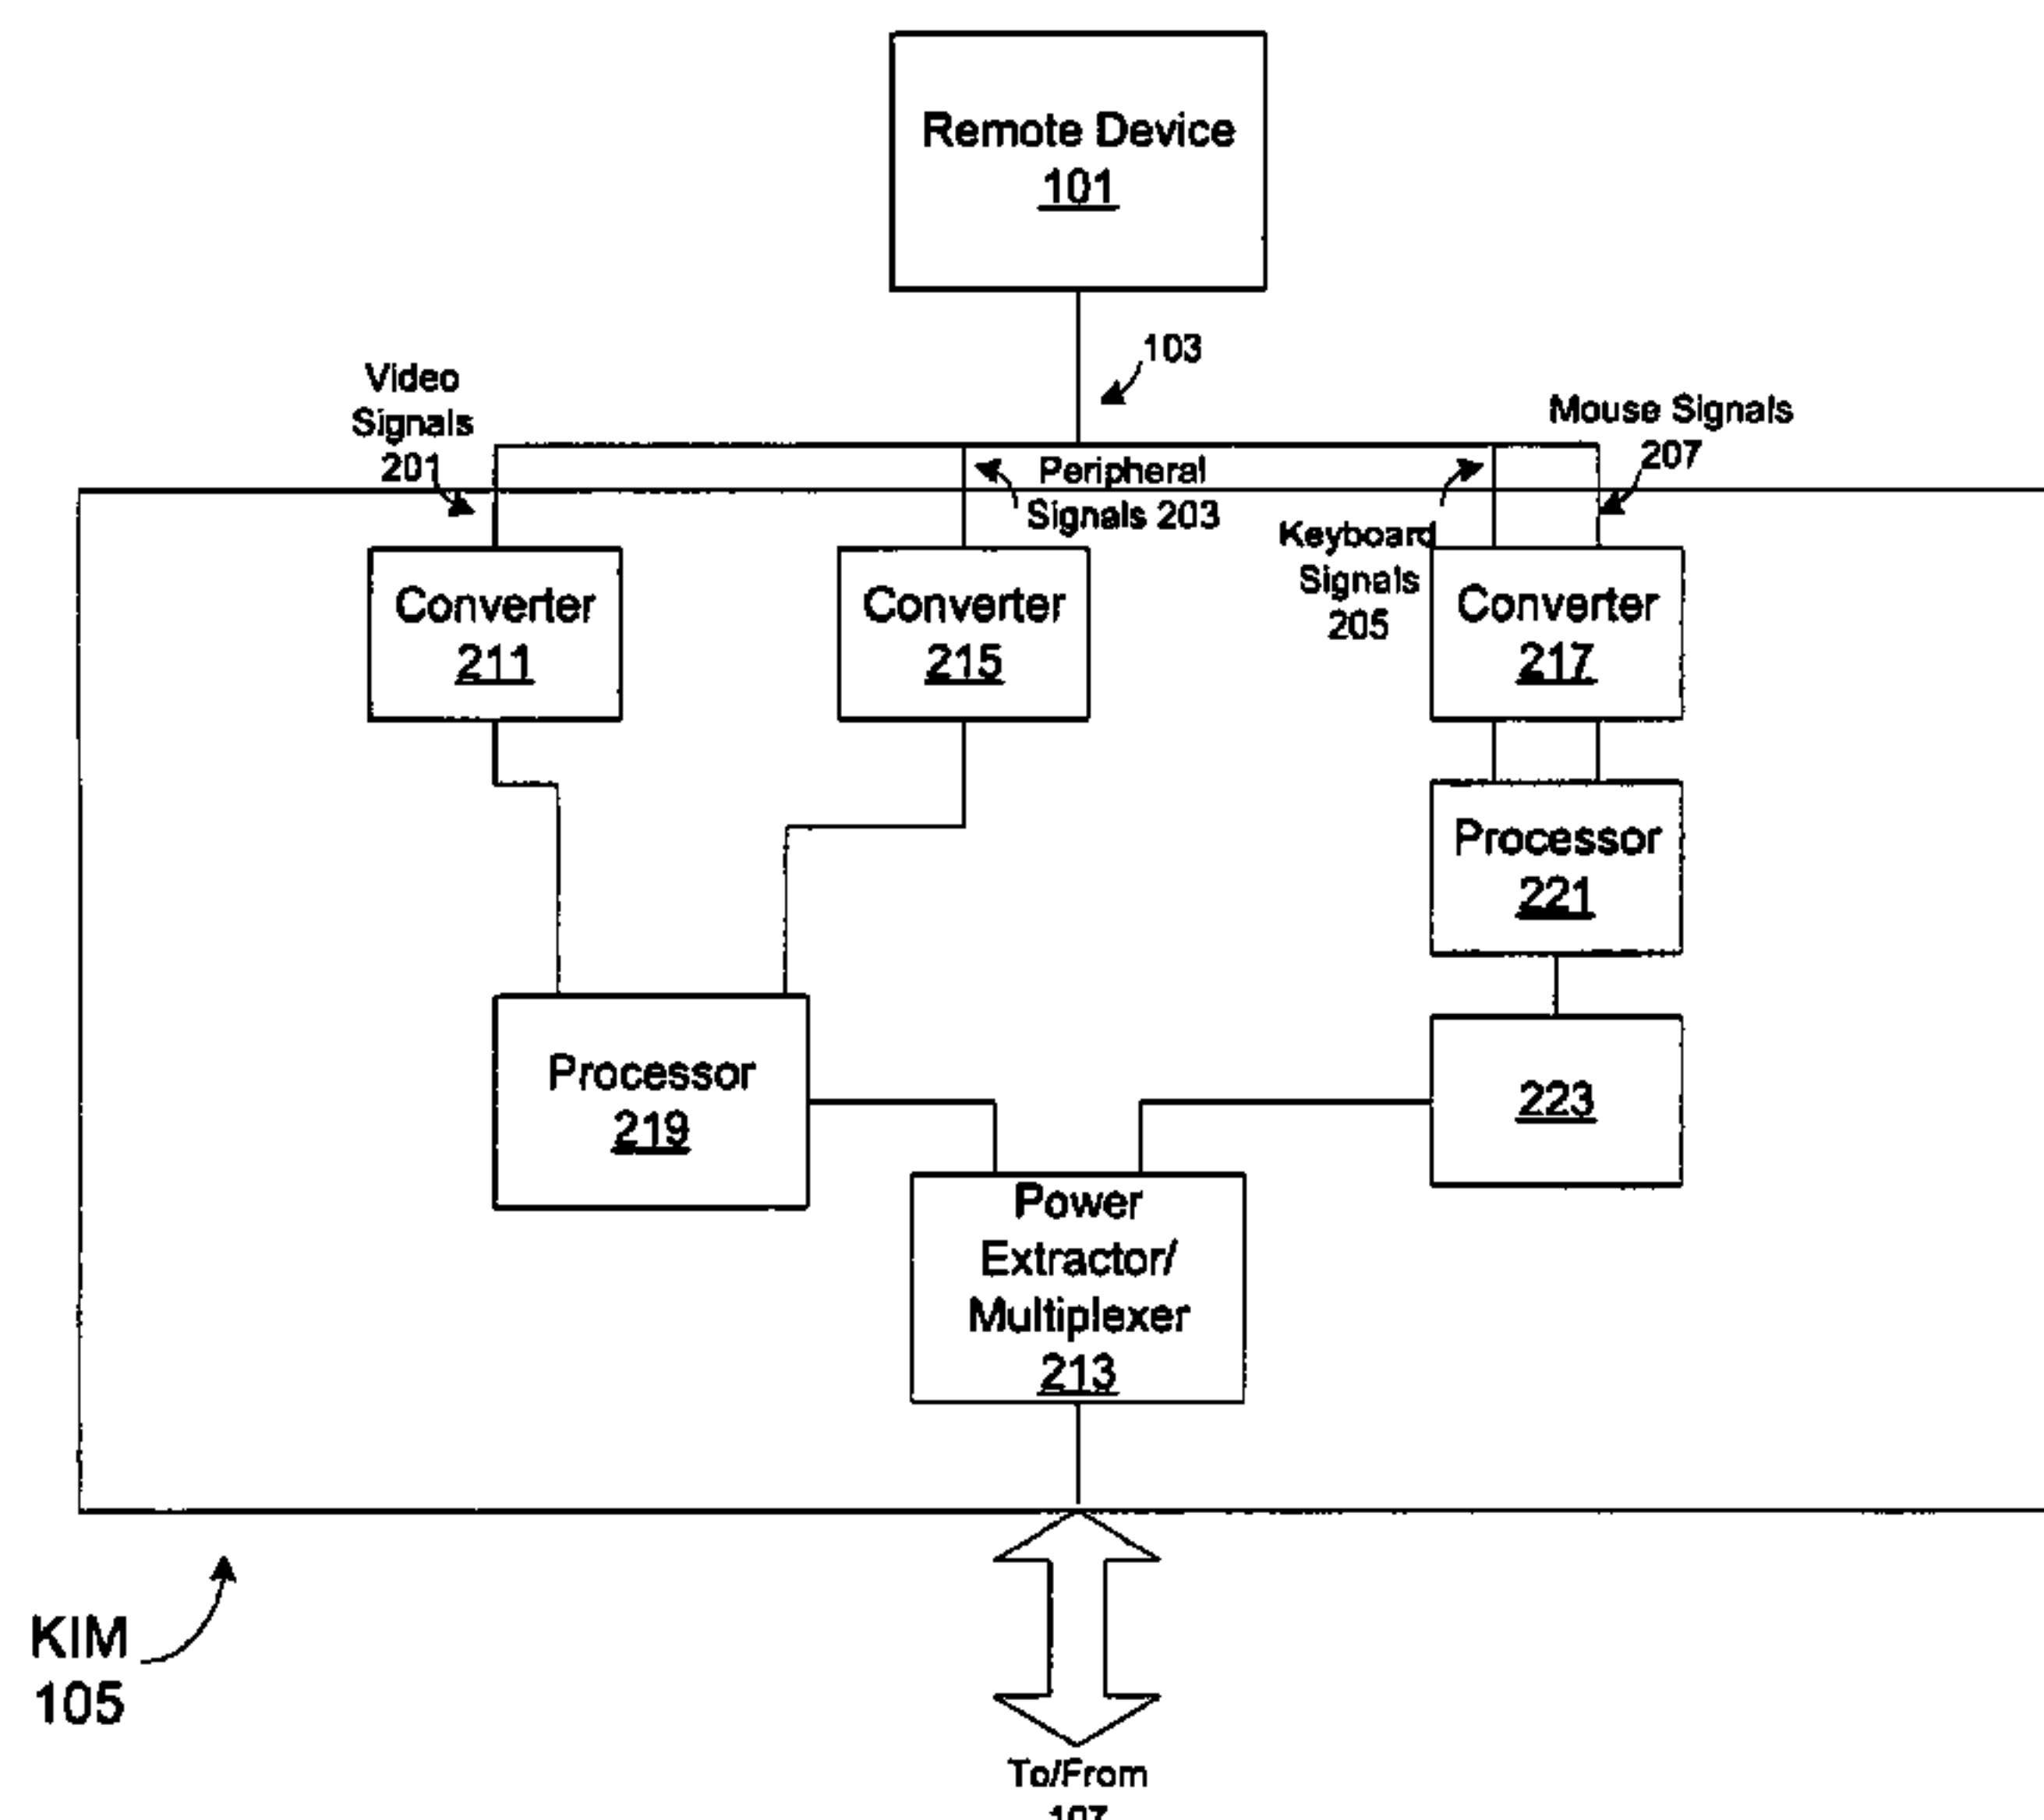 Remote Device
101
103
Video
Signals
201
Peripheral
Signals 203
Mouse Signals
207
Keyboard
Signals
205
Converter
211
Converter
215
Converter
217
Processor
221
Processor
219
223
Power
Extractor/
Multiplexer
213
KIM
105
To/From
107